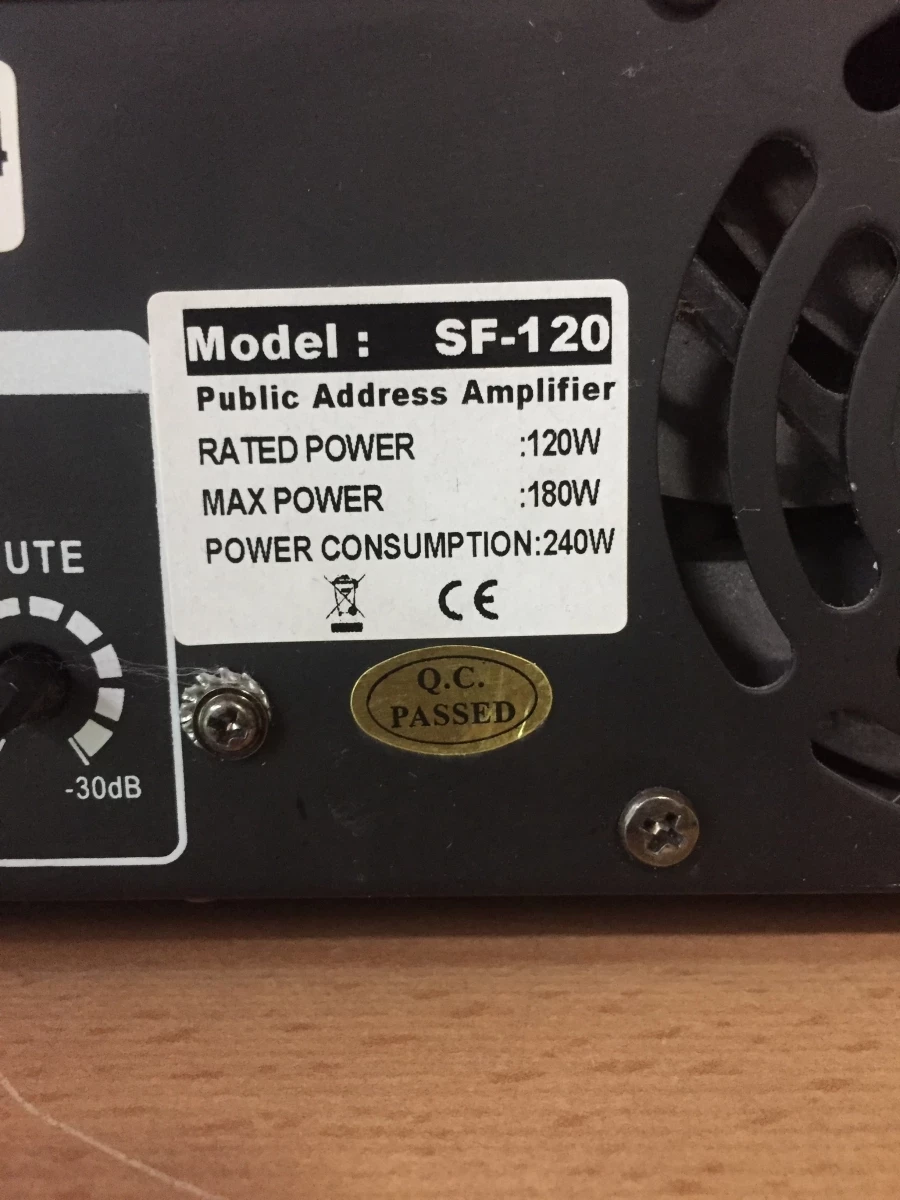 4
Model : SF-120
Public Address Amplifier
RATED POWER :120W
MAX POWER :180W
POWER CONSUMPTION:240W
CE
UTE
-30dB
Q.C.
PASSED